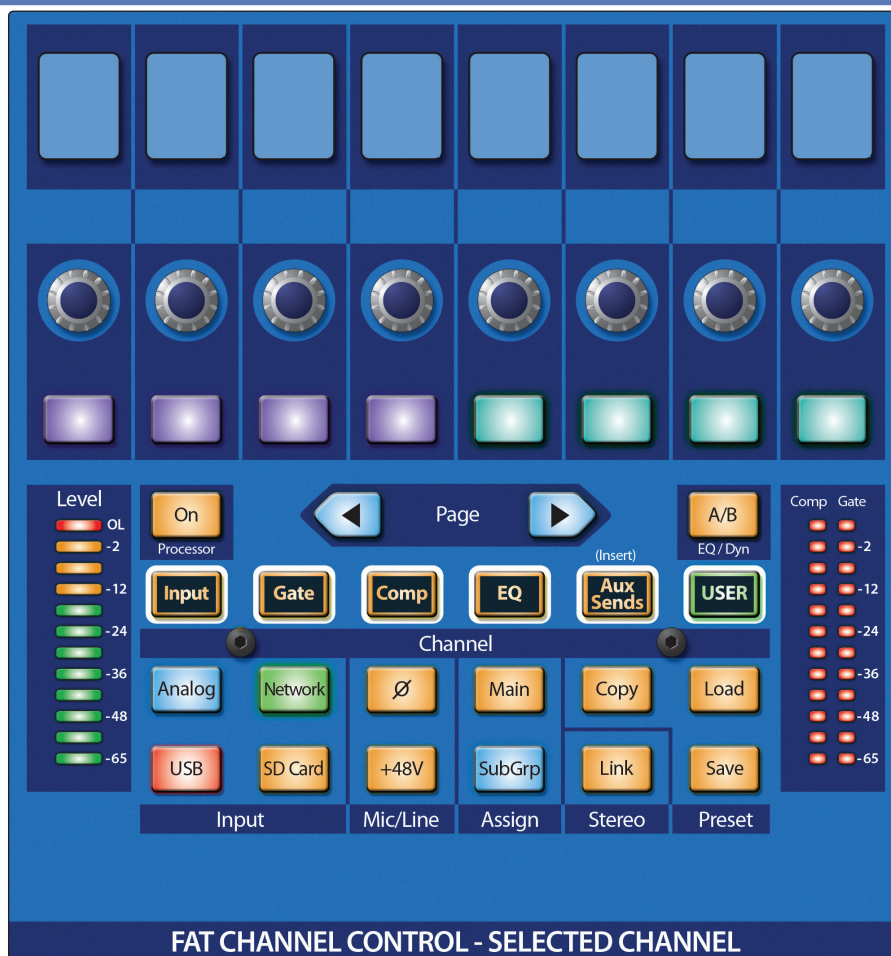 Level
OL
-2
-12
-24
-36
-48
-65
On
Processor
Page
A/B
EQ / Dyn
Comp Gate
-2
-12
-24
-36
-48
-65
(Insert)
Input
Gate
Comp
EQ
Aux
Sends
USER
Channel
Analog
Network
Ø
Main
Copy
Load
USB
SD Card
+48V
SubGrp
Link
Save
Input
Mic/Line
Assign
Stereo
Preset
FAT CHANNEL CONTROL - SELECTED CHANNEL